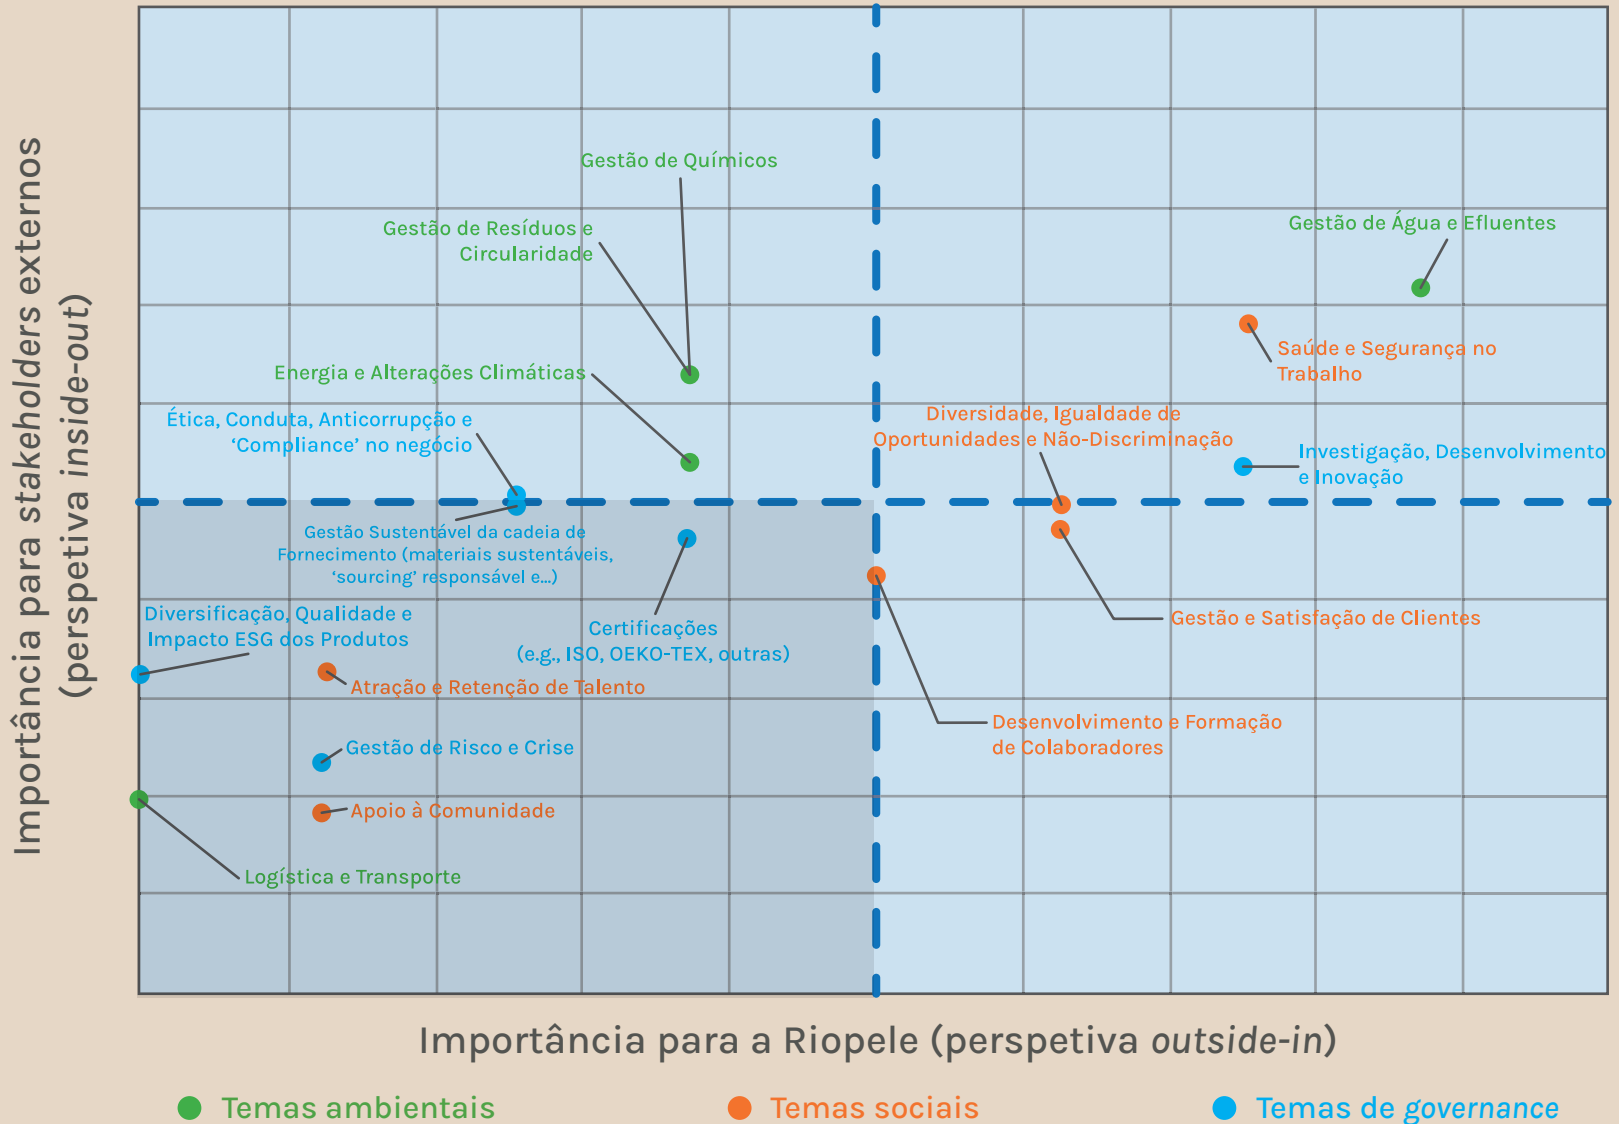 Importância para stakeholders externos
(perspetiva inside-out)
Gestão de Químicos
Gestão de Resíduos e
Circularidade
Gestão de Água e Efluentes
Saúde e Segurança no
Trabalho
Energia e Alterações Climáticas
Ética, Conduta, Anticorrupção e
‘Compliance’ no negócio
Diversidade, Igualdade de
Oportunidades e Não-Discriminação
Investigação, Desenvolvimento
e Inovação
Gestão Sustentável da cadeia de
Fornecimento (materiais sustentáveis,
‘sourcing’ responsável e...)
Diversificação, Qualidade e
Impacto ESG dos Produtos
Certificações
(e.g., ISO, OEKO-TEX, outras)
Gestão e Satisfação de Clientes
Atração e Retenção de Talento
Desenvolvimento e Formação
de Colaboradores
Gestão de Risco e Crise
Apoio à Comunidade
Logística e Transporte
Importância para a Riopele (perspetiva outside-in)
Temas ambientais
Temas sociais
Temas de governance